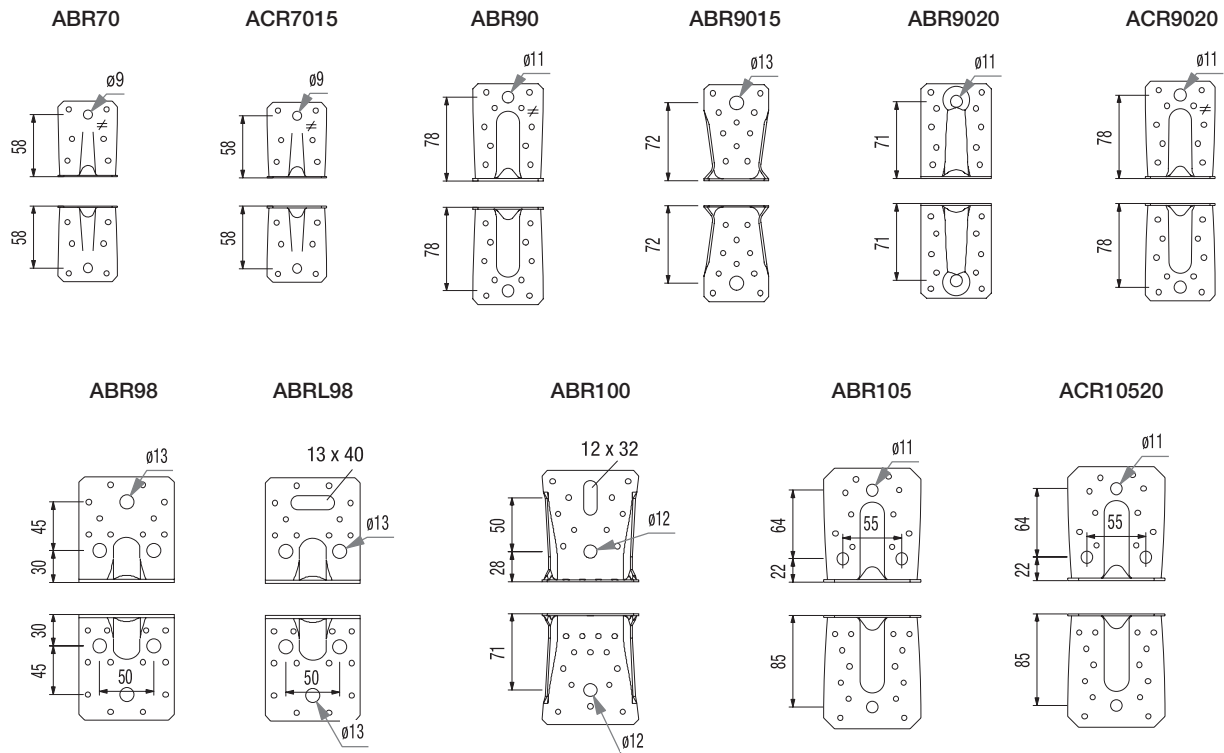 ABR70 ACR7015 ABR90 ABR9015 ABR9020 ACR9020
ø9 ø9 ø11 ø13 ø11 ø11
≠ ≠ ≠ ≠
58 58 78 72 71 78
58 58 78 72 71 78
ABR98 ABRL98 ABR100 ABR105 ACR10520
ø13 13 x 40 12 x 32 ø11 ø11
45 ø13 50 ø12 64 55 64 55
30 28 22 22
30 71 85 85
45 50 50
ø13 ø12